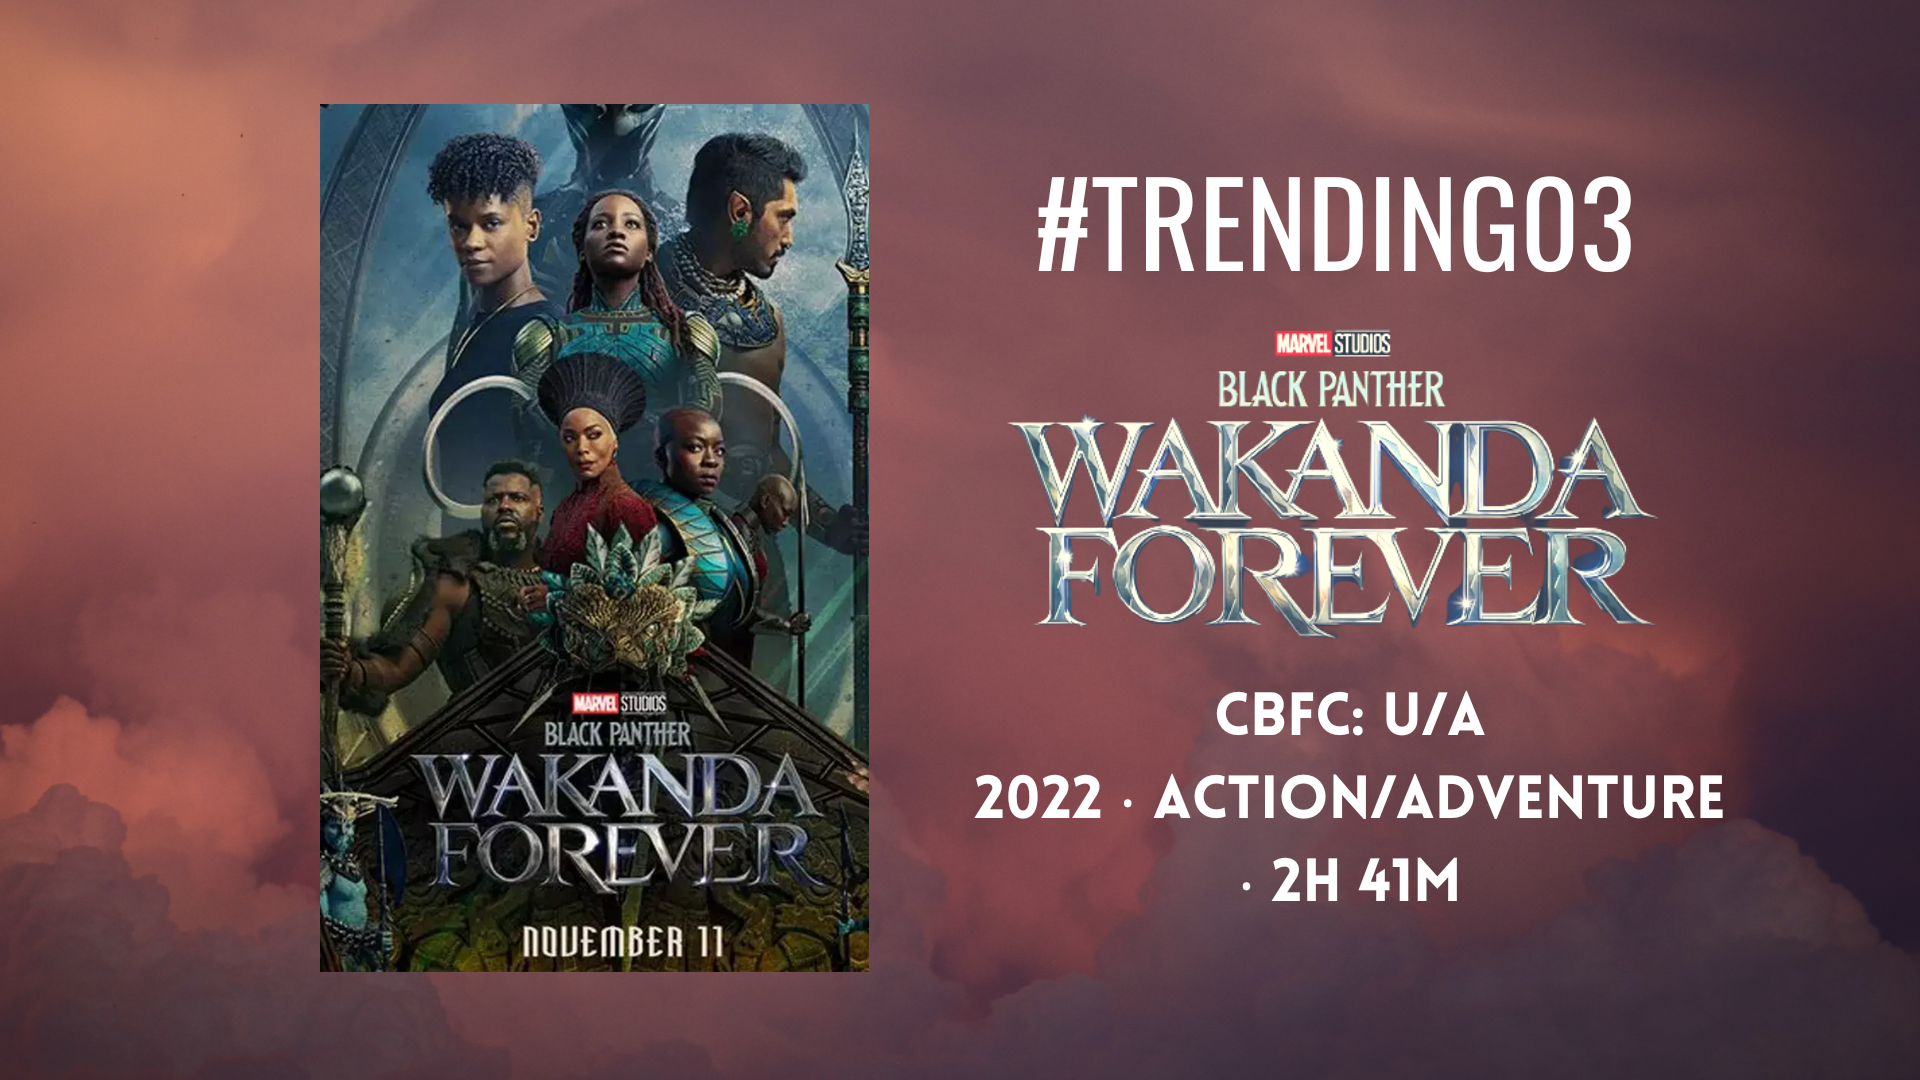 MARVEL STUDIOS
BLACK PANTHER
WAKANDA
FOREVER
NOVEMBER 11
#TRENDING03
MARVEL STUDIOS
BLACK PANTHER
WAKANDA
FOREVER
CBFC: U/A
2022 · ACTION/ADVENTURE
· 2H 41M